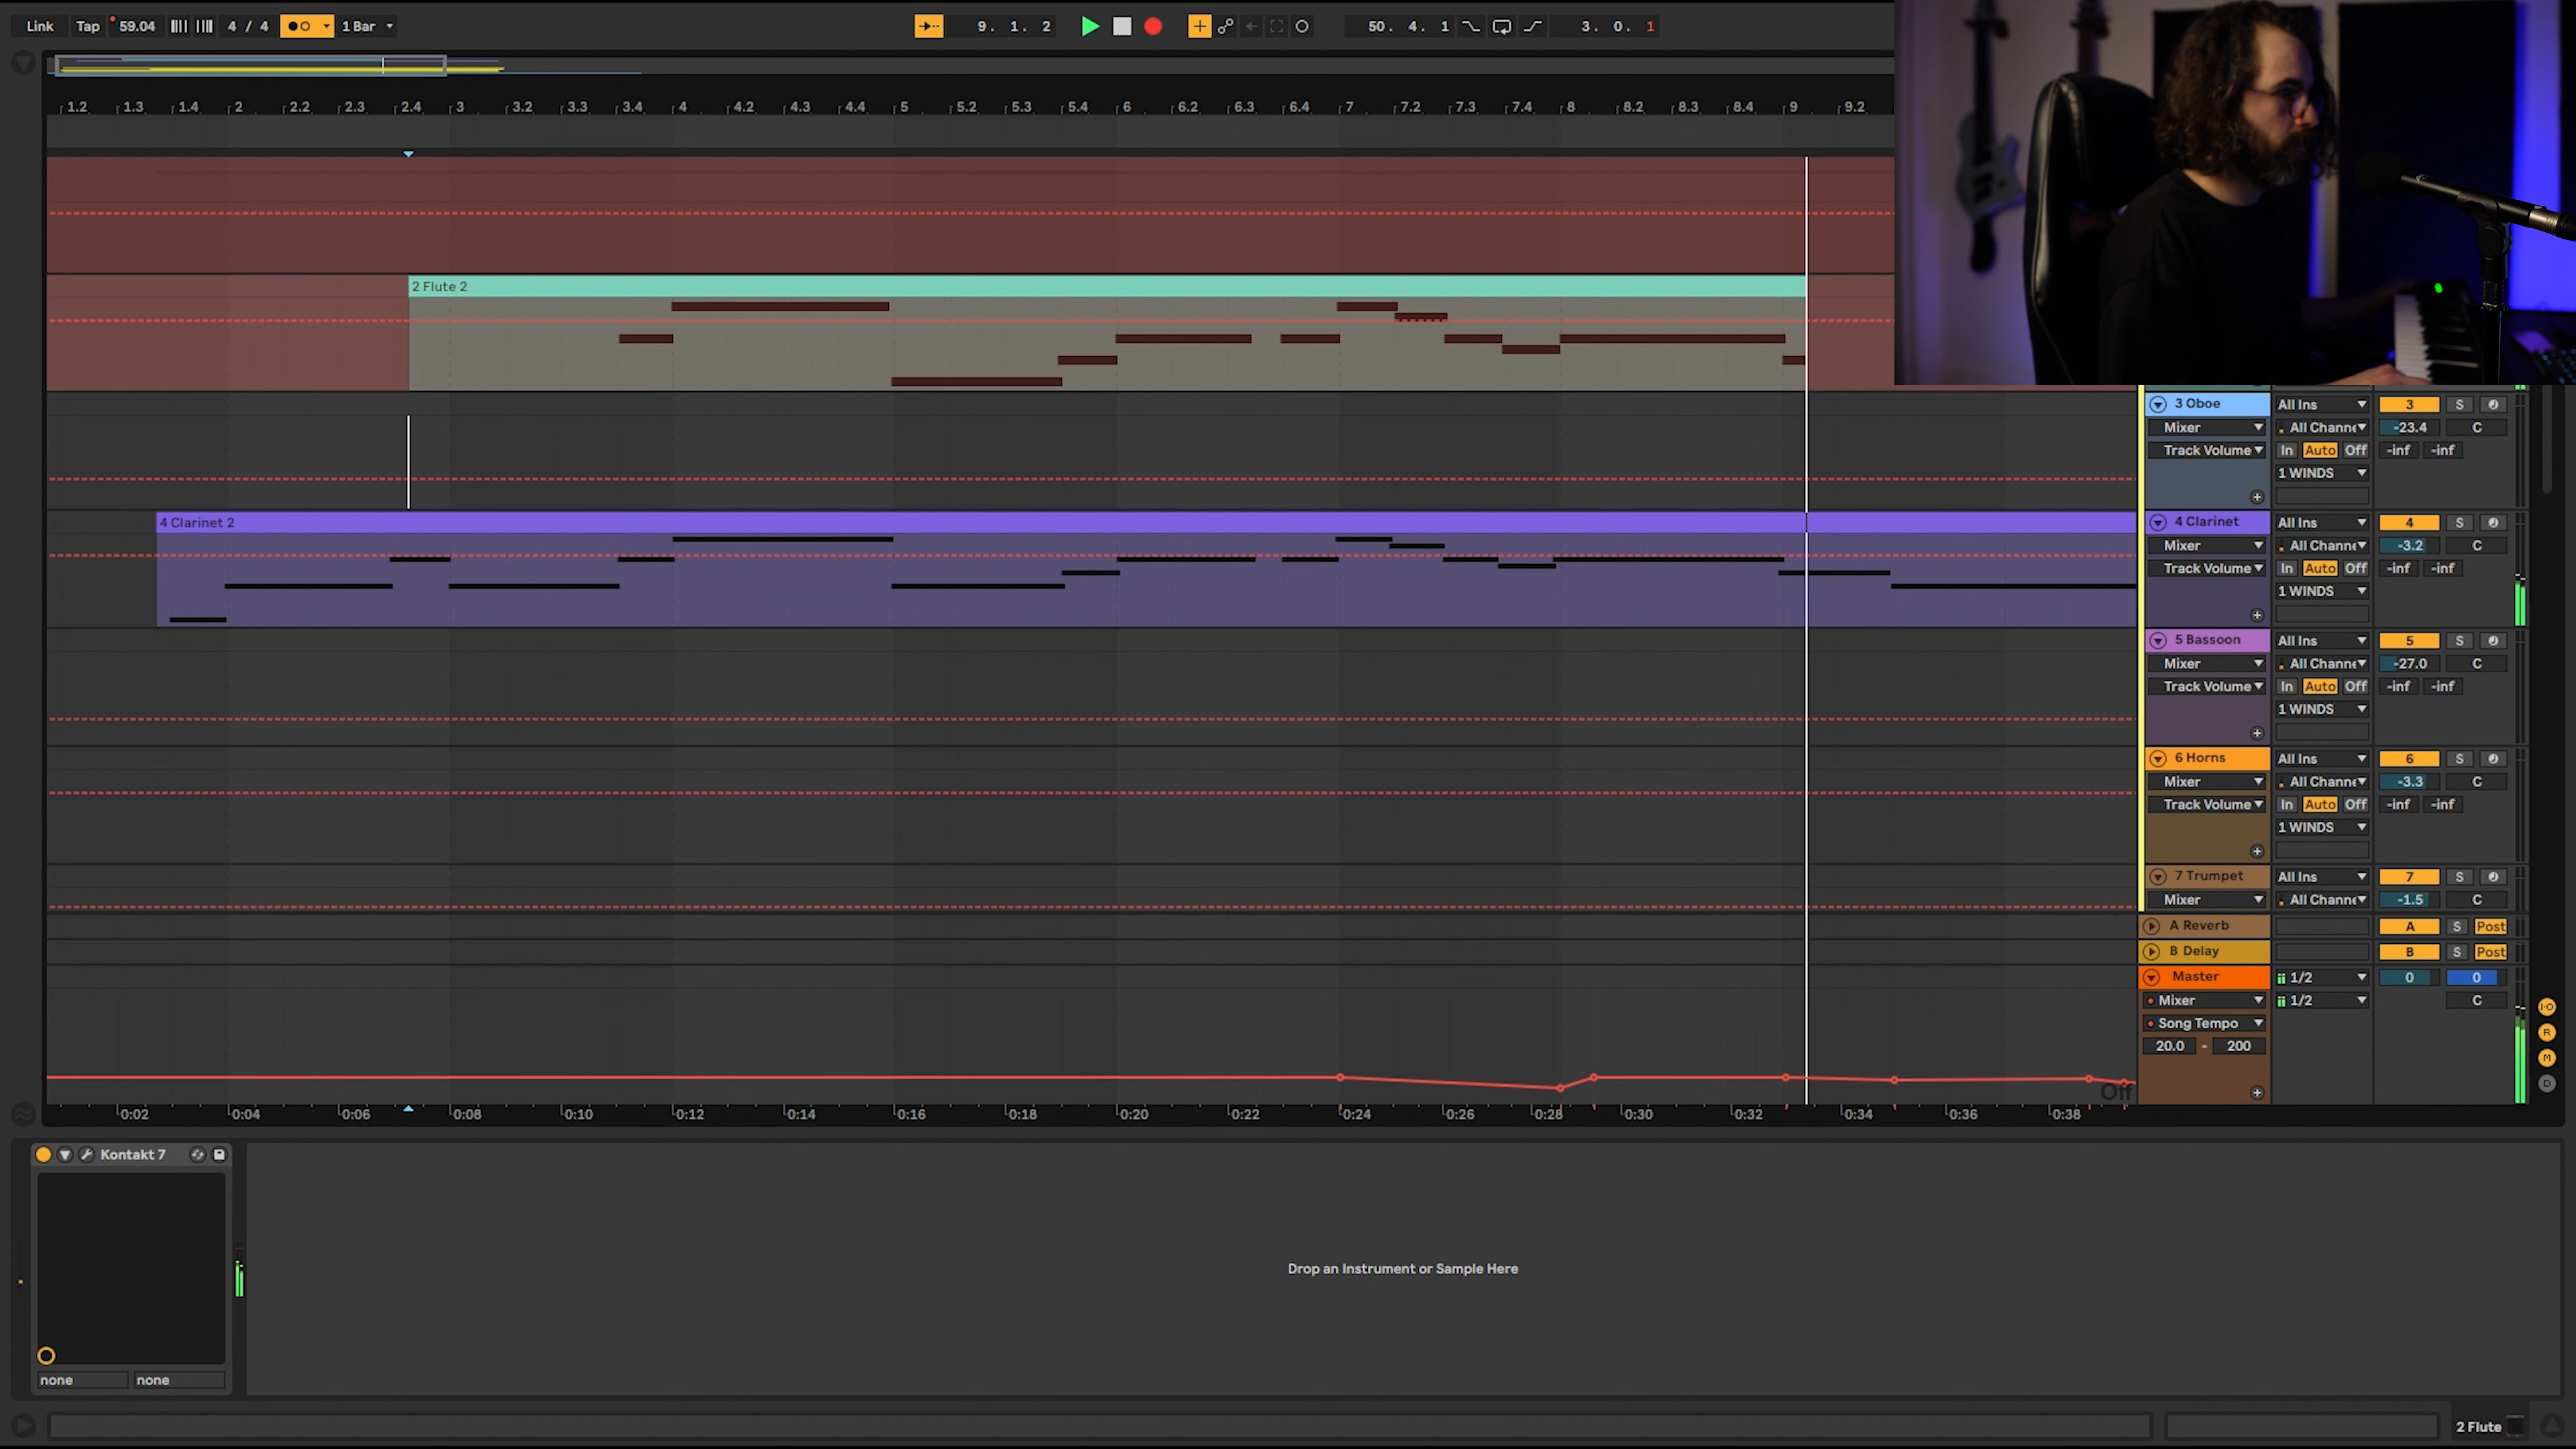 Link Tap 59.04 4 / 4 1 Bar 9. 1. 2 50. 4. 1 3. 0. 1
1.2 1.3 1.4 2 2.2 2.3 2.4 3 3.2 3.3 3.4 4 4.2 4.3 4.4 5 5.2 5.3 5.4 6 6.2 6.3 6.4 7 7.2 7.3 7.4 8 8.2 8.3 8.4 9 9.2
2 Flute 2
3 Oboe All Ins 3 S
Mixer All Channe -23.4 C
Track Volume In Auto Off -inf -inf
1 WINDS
4 Clarinet 2
4 Clarinet All Ins 4 S
Mixer All Channe -3.2 C
Track Volume In Auto Off -inf -inf
1 WINDS
5 Bassoon All Ins 5 S
Mixer All Channe -27.0 C
Track Volume In Auto Off -inf -inf
1 WINDS
6 Horns All Ins 6 S
Mixer All Channe -3.3 C
Track Volume In Auto Off -inf -inf
1 WINDS
7 Trumpet All Ins 7 S
Mixer All Channe -1.5 C
A Reverb A S Post
B Delay B S Post
Master 1/2 0 0
Mixer 1/2 C
Song Tempo
20.0 - 200
I·O
R
M
D
Off
0:02 0:04 0:06 0:08 0:10 0:12 0:14 0:16 0:18 0:20 0:22 0:24 0:26 0:28 0:30 0:32 0:34 0:36 0:38
Kontakt 7
Drop an Instrument or Sample Here
none none
2 Flute